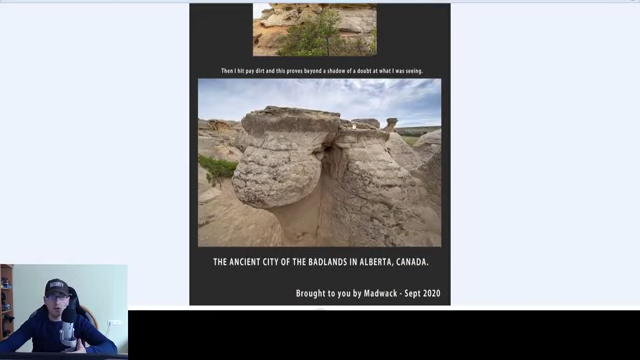 Then I hit pay dirt and this proves beyond a shadow of a doubt at what I was seeing.
THE ANCIENT CITY OF THE BADLANDS IN ALBERTA, CANADA.
Brought to you by Madwack - Sept 2020